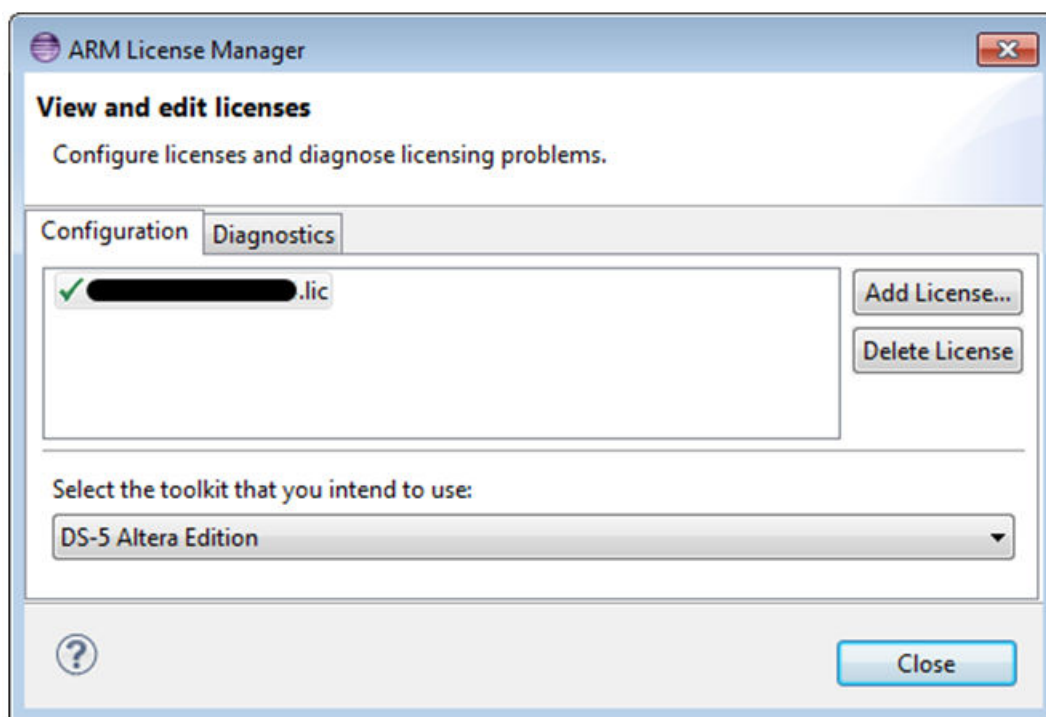 ARM License Manager
View and edit licenses
Configure licenses and diagnose licensing problems.
Configuration Diagnostics
.lic
Add License...
Delete License
Select the toolkit that you intend to use:
DS-5 Altera Edition
?
Close